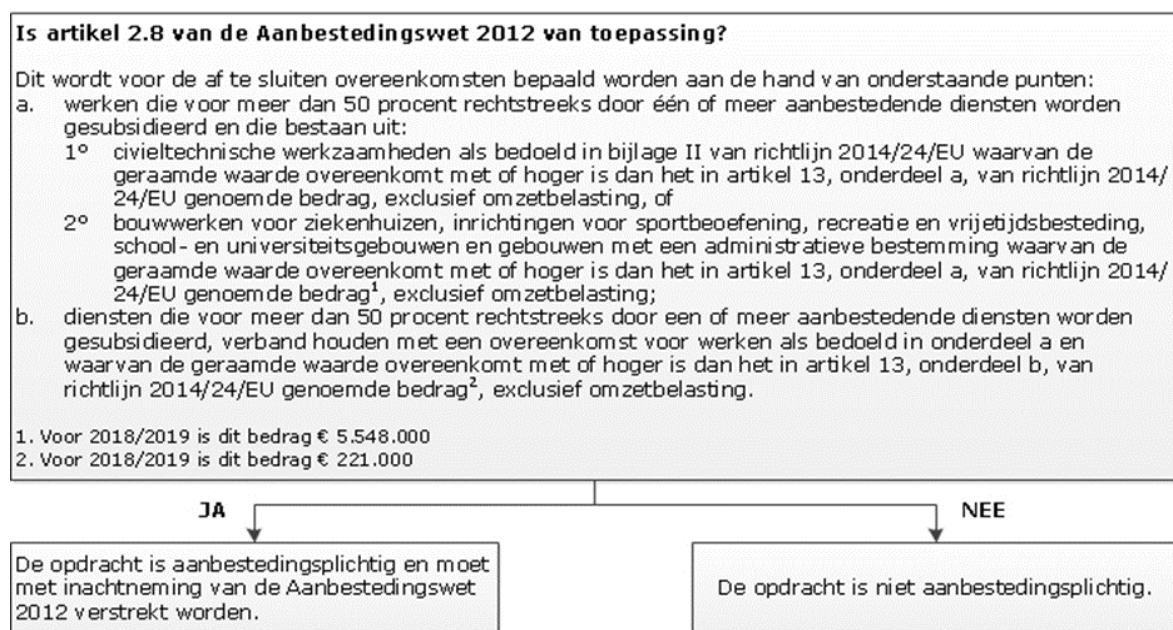 Is artikel 2.8 van de Aanbestedingswet 2012 van toepassing?
Dit wordt voor de af te sluiten overeenkomsten bepaald worden aan de hand van onderstaande punten:
a. werken die voor meer dan 50 procent rechtstreeks door één of meer aanbestedende diensten worden
gesubsidieerd en die bestaan uit:
1° civieltechnische werkzaamheden als bedoeld in bijlage II van richtlijn 2014/24/EU waarvan de
geraamde waarde overeenkomt met of hoger is dan het in artikel 13, onderdeel a, van richtlijn 2014/
24/EU genoemde bedrag, exclusief omzetbelasting, of
2° bouwwerken voor ziekenhuizen, inrichtingen voor sportbeoefening, recreatie en vrijetijdsbesteding,
school- en universiteitsgebouwen en gebouwen met een administratieve bestemming waarvan de
geraamde waarde overeenkomt met of hoger is dan het in artikel 13, onderdeel a, van richtlijn 2014/
24/EU genoemde bedrag¹, exclusief omzetbelasting;
b. diensten die voor meer dan 50 procent rechtstreeks door een of meer aanbestedende diensten worden
gesubsidieerd, verband houden met een overeenkomst voor werken als bedoeld in onderdeel a en
waarvan de geraamde waarde overeenkomt met of hoger is dan het in artikel 13, onderdeel b, van
richtlijn 2014/24/EU genoemde bedrag², exclusief omzetbelasting.
1. Voor 2018/2019 is dit bedrag € 5.548.000
2. Voor 2018/2019 is dit bedrag € 221.000
JA
NEE
De opdracht is aanbestedingsplichtig en moet
met inachtneming van de Aanbestedingswet
2012 verstrekt worden.
De opdracht is niet aanbestedingsplichtig.